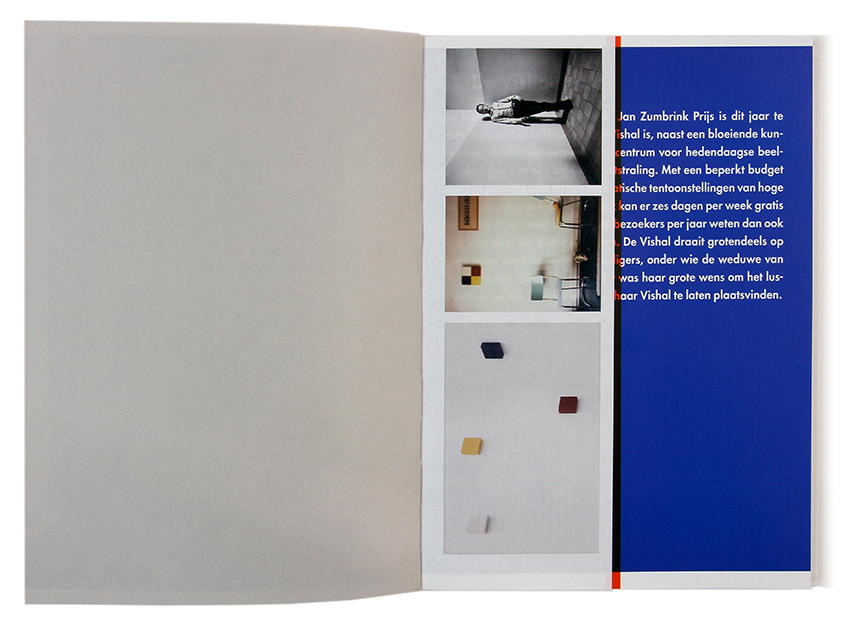 Jan Zumbrink Prijs is dit jaar te
Vishal is, naast een bloeiende kun-
centrum voor hedendaagse beel-
tstraling. Met een beperkt budget
atische tentoonstellingen van hoge
kan er zes dagen per week gratis
bezoekers per jaar weten dan ook
De Vishal draait grotendeels op
igers, onder wie de weduwe van
was haar grote wens om het lus-
haar Vishal te laten plaatsvinden.